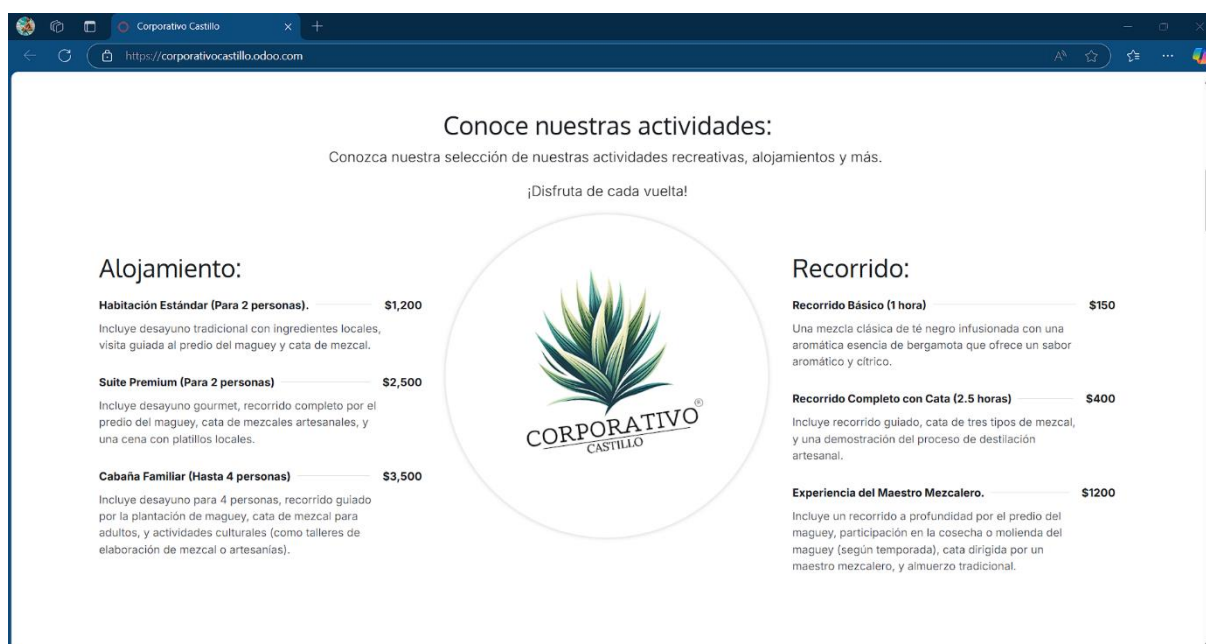 Corporativo Castillo
https://corporativocastillo.odoo.com
Conoce nuestras actividades:
Conozca nuestra selección de nuestras actividades recreativas, alojamientos y más.
¡Disfruta de cada vuelta!
Alojamiento:
Habitación Estándar (Para 2 personas). $1,200
Incluye desayuno tradicional con ingredientes locales,
visita guiada al predio del maguey y cata de mezcal.
Suite Premium (Para 2 personas) $2,500
Incluye desayuno gourmet, recorrido completo por el
predio del maguey, cata de mezcales artesanales, y
una cena con platillos locales.
Cabaña Familiar (Hasta 4 personas) $3,500
Incluye desayuno para 4 personas, recorrido guiado
por la plantación de maguey, cata de mezcal para
adultos, y actividades culturales (como talleres de
elaboración de mezcal o artesanías).
CORPORATIVO®
CASTILLO
Recorrido:
Recorrido Básico (1 hora) $150
Una mezcla clásica de té negro infusionada con una
aromática esencia de bergamota que ofrece un sabor
aromático y cítrico.
Recorrido Completo con Cata (2.5 horas) $400
Incluye recorrido guiado, cata de tres tipos de mezcal,
y una demostración del proceso de destilación
artesanal.
Experiencia del Maestro Mezcalero. $1200
Incluye un recorrido a profundidad por el predio del
maguey, participación en la cosecha o molienda del
maguey (según temporada), cata dirigida por un
maestro mezcalero, y almuerzo tradicional.